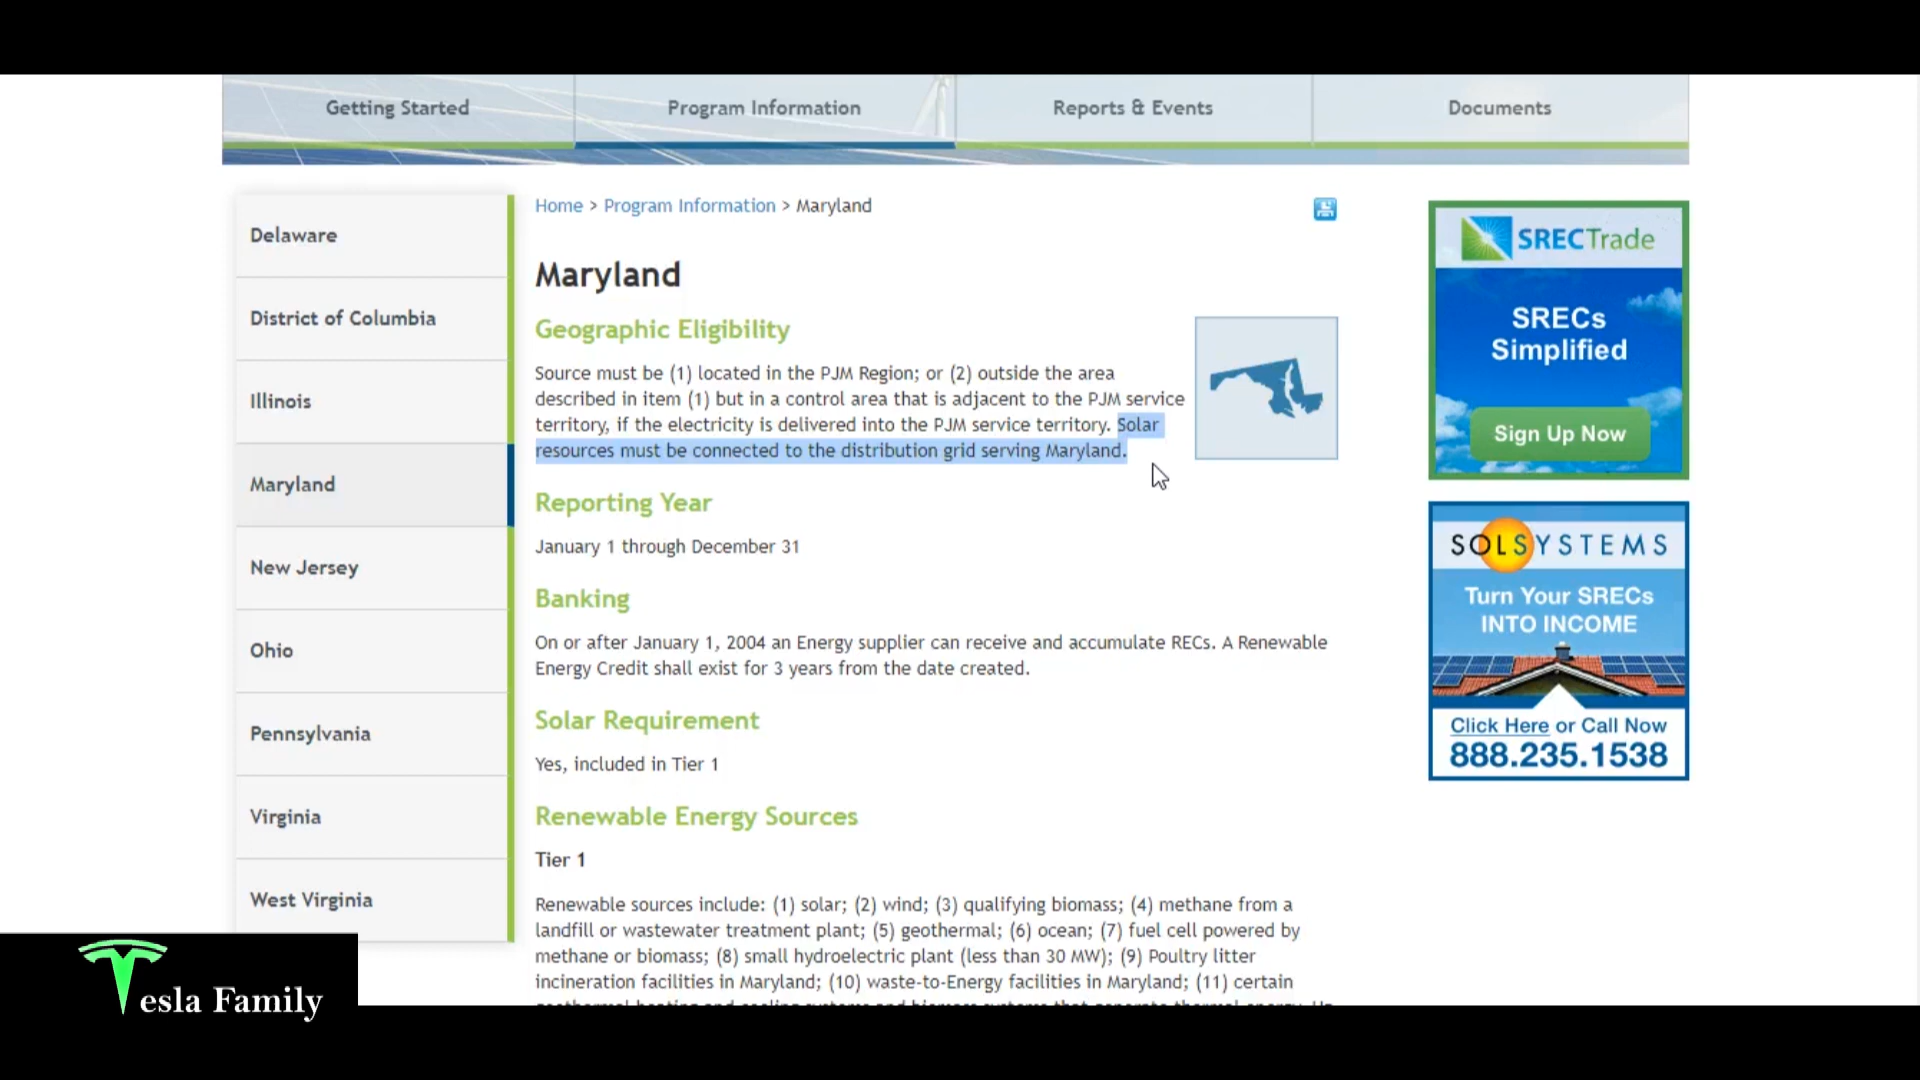 Getting Started
Program Information
Reports & Events
Documents
Delaware
District of Columbia
Illinois
Maryland
New Jersey
Ohio
Pennsylvania
Virginia
West Virginia
Home > Program Information > Maryland
Maryland
Geographic Eligibility
Source must be (1) located in the PJM Region; or (2) outside the area
described in item (1) but in a control area that is adjacent to the PJM service
territory, if the electricity is delivered into the PJM service territory. Solar
resources must be connected to the distribution grid serving Maryland.
Reporting Year
January 1 through December 31
Banking
On or after January 1, 2004 an Energy supplier can receive and accumulate RECs. A Renewable
Energy Credit shall exist for 3 years from the date created.
Solar Requirement
Yes, included in Tier 1
Renewable Energy Sources
Tier 1
Renewable sources include: (1) solar; (2) wind; (3) qualifying biomass; (4) methane from a
landfill or wastewater treatment plant; (5) geothermal; (6) ocean; (7) fuel cell powered by
methane or biomass; (8) small hydroelectric plant (less than 30 MW); (9) Poultry litter
incineration facilities in Maryland; (10) waste-to-Energy facilities in Maryland; (11) certain
SRECTrade
SRECs
Simplified
Sign Up Now
SOLSYSTEMS
Turn Your SRECs
INTO INCOME
Click Here or Call Now
888.235.1538
Tesla Family